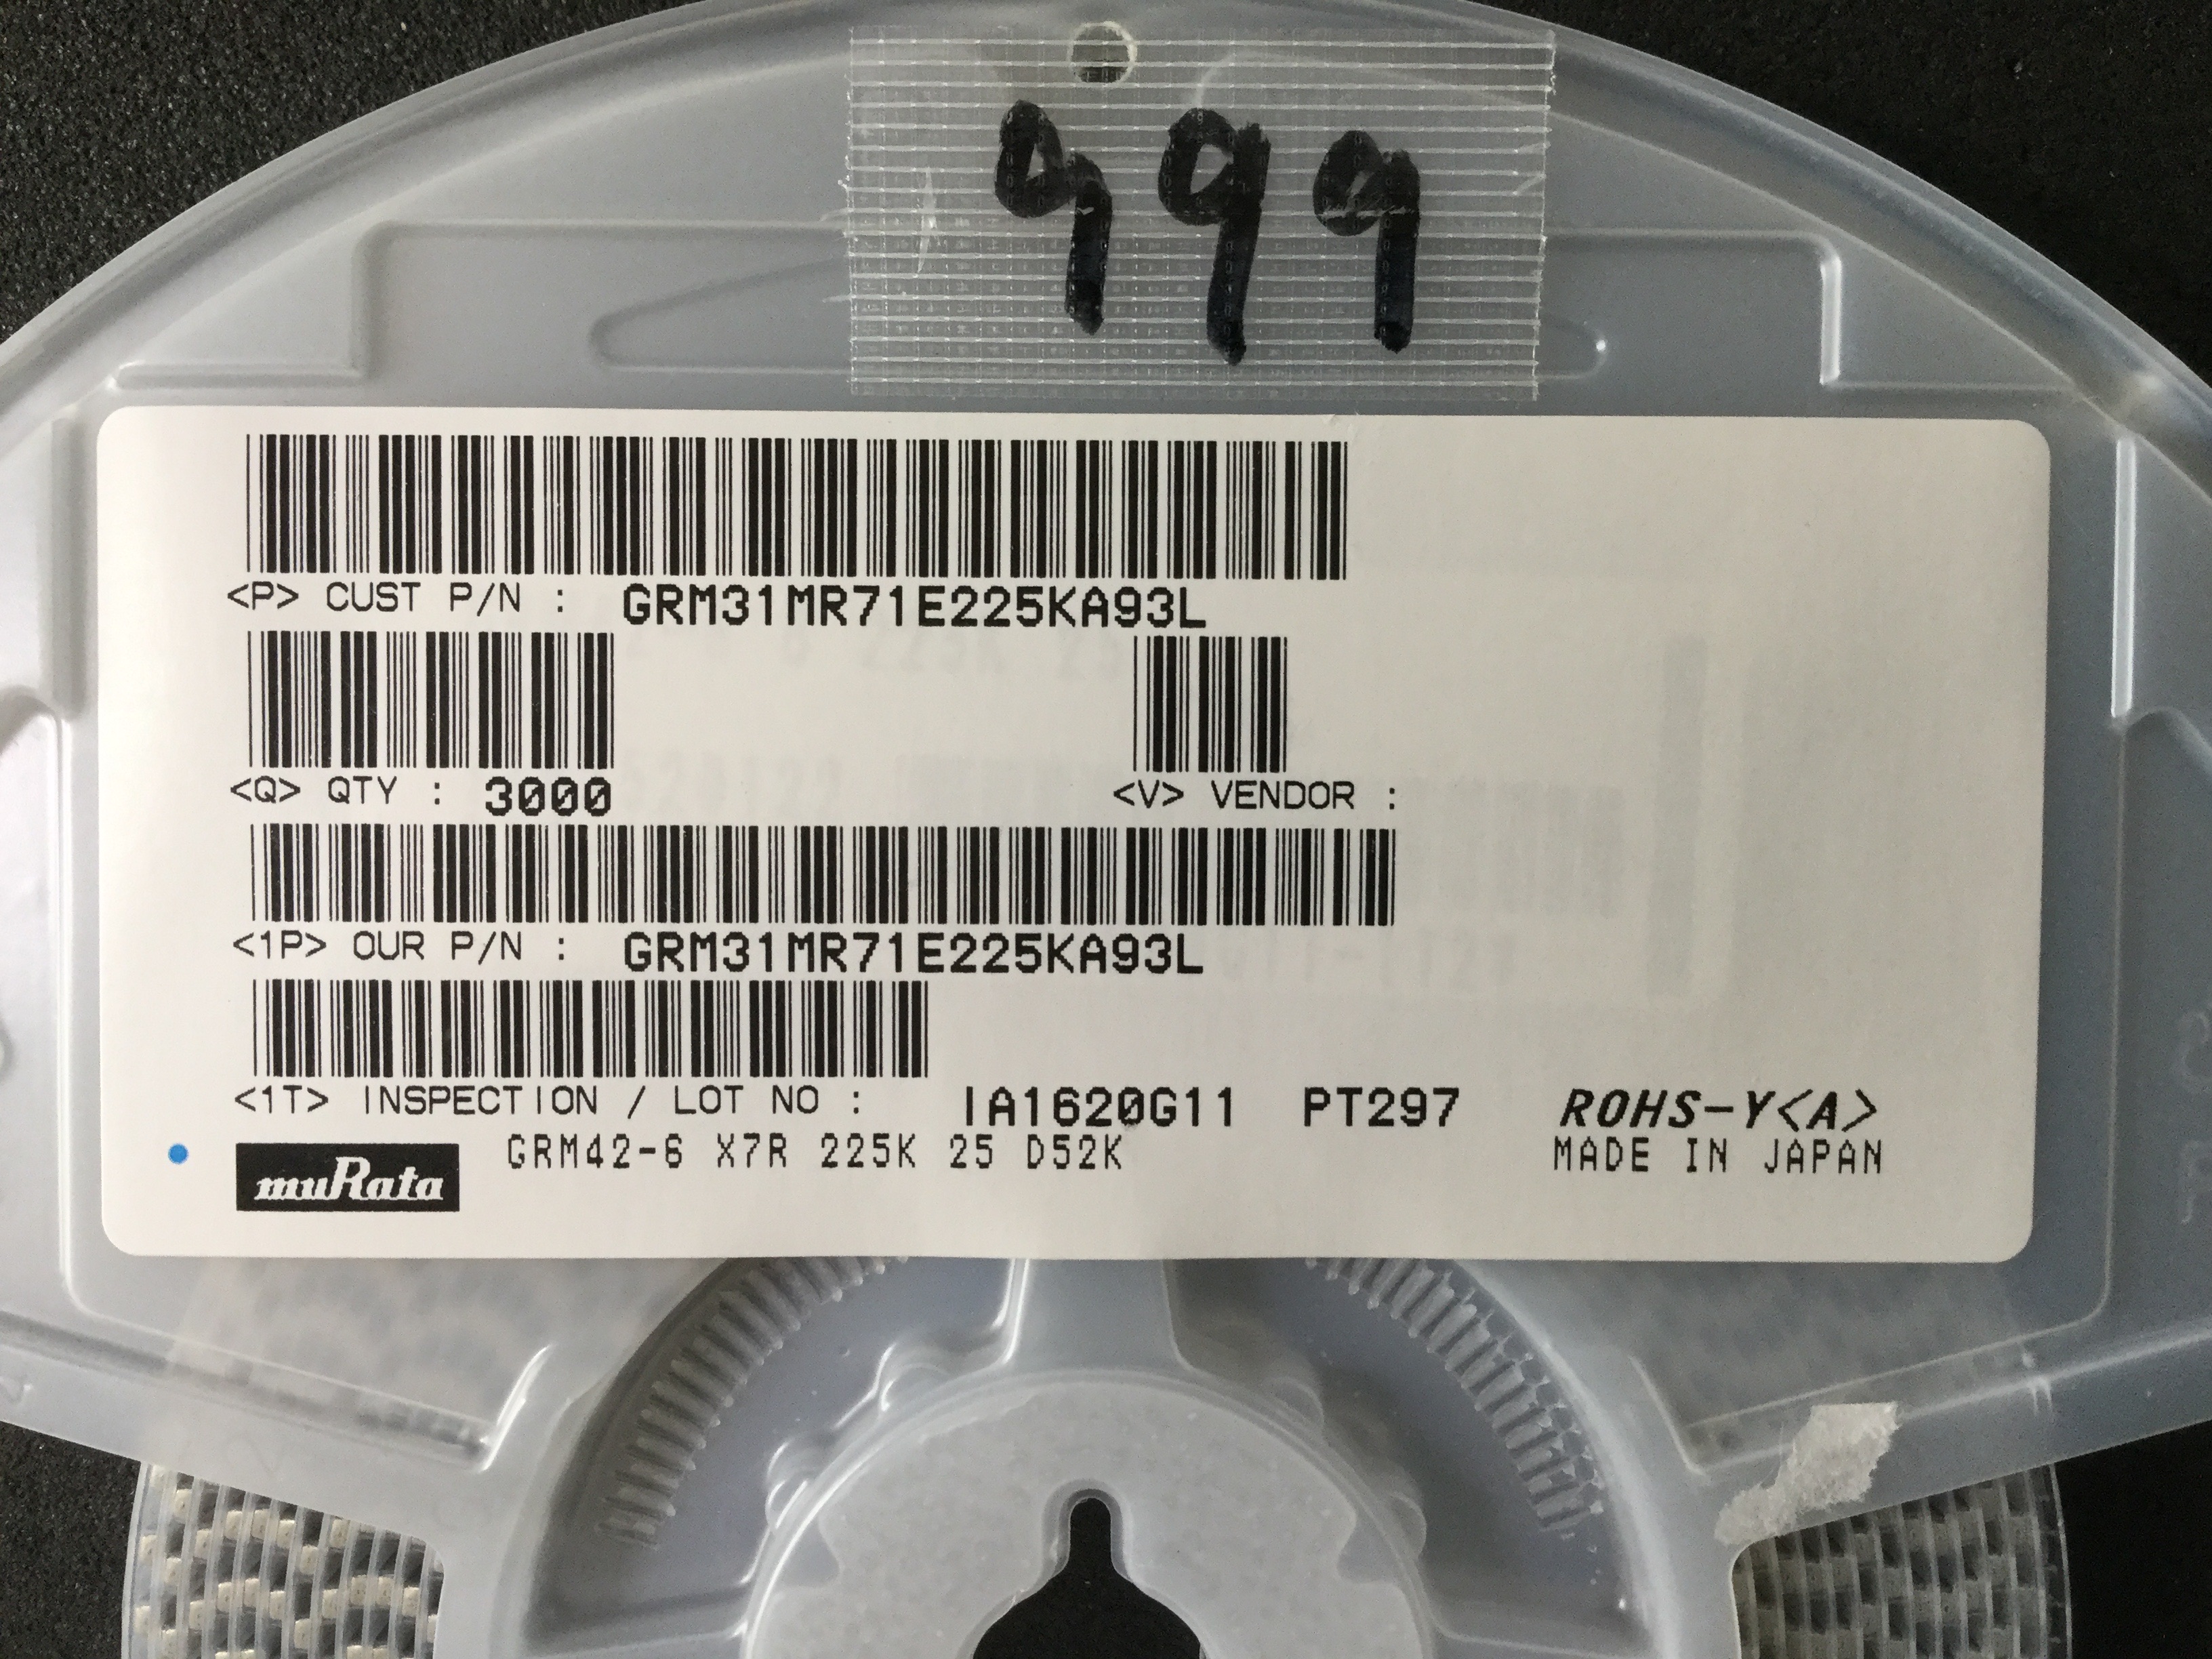 999
<P> CUST P/N : GRM31MR71E225KA93L
<Q> QTY : 3000 <V> VENDOR :
<1P> OUR P/N : GRM31MR71E225KA93L
<1T> INSPECTION / LOT NO : IA1620G11 PT297 ROHS-Y<A>
muRata GRM42-6 X7R 225K 25 D52K MADE IN JAPAN